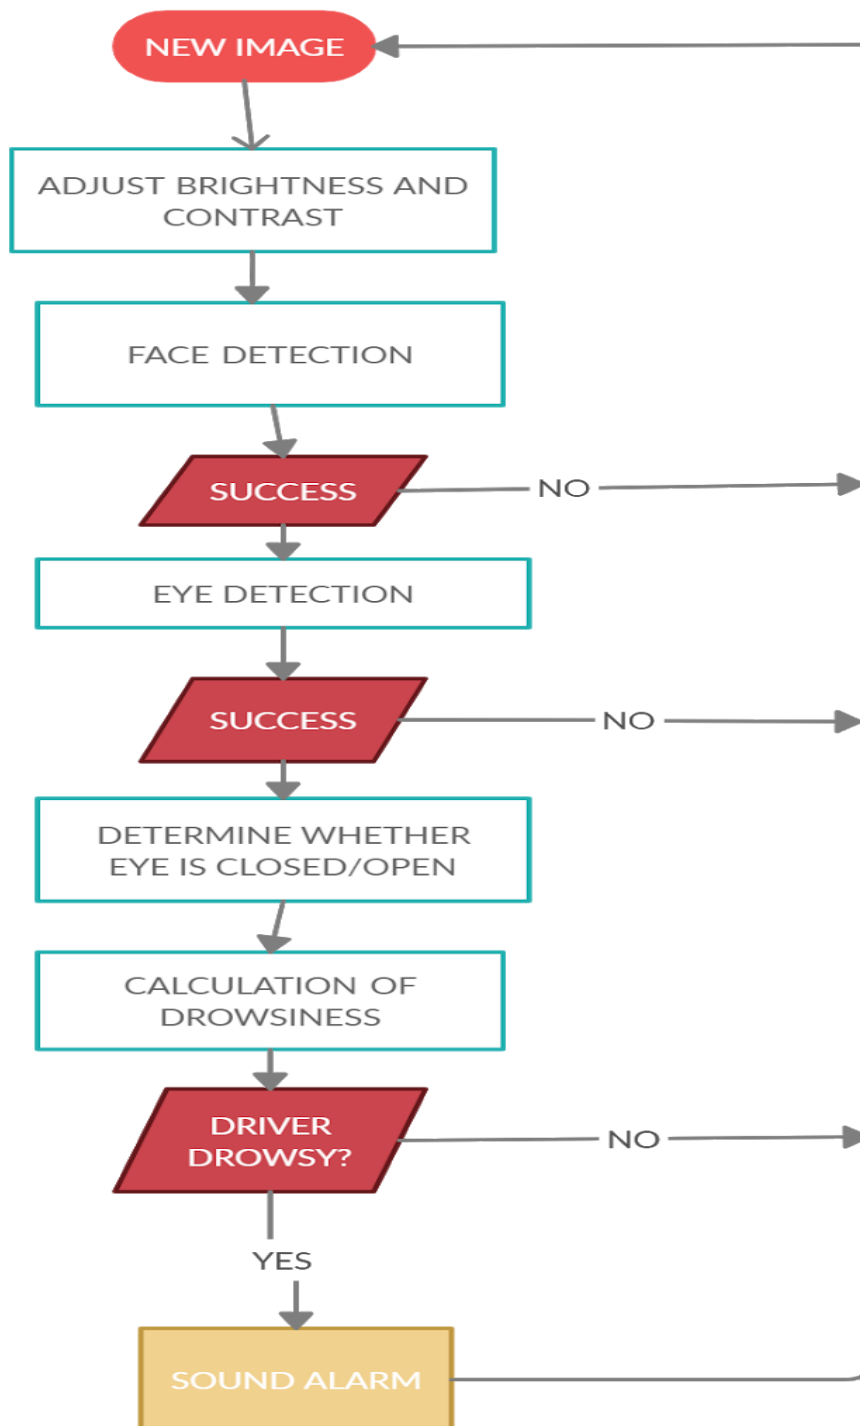 NEW IMAGE
ADJUST BRIGHTNESS AND
CONTRAST
FACE DETECTION
SUCCESS
NO
EYE DETECTION
SUCCESS
NO
DETERMINE WHETHER
EYE IS CLOSED/OPEN
CALCULATION OF
DROWSINESS
DRIVER
DROWSY?
NO
YES
SOUND ALARM